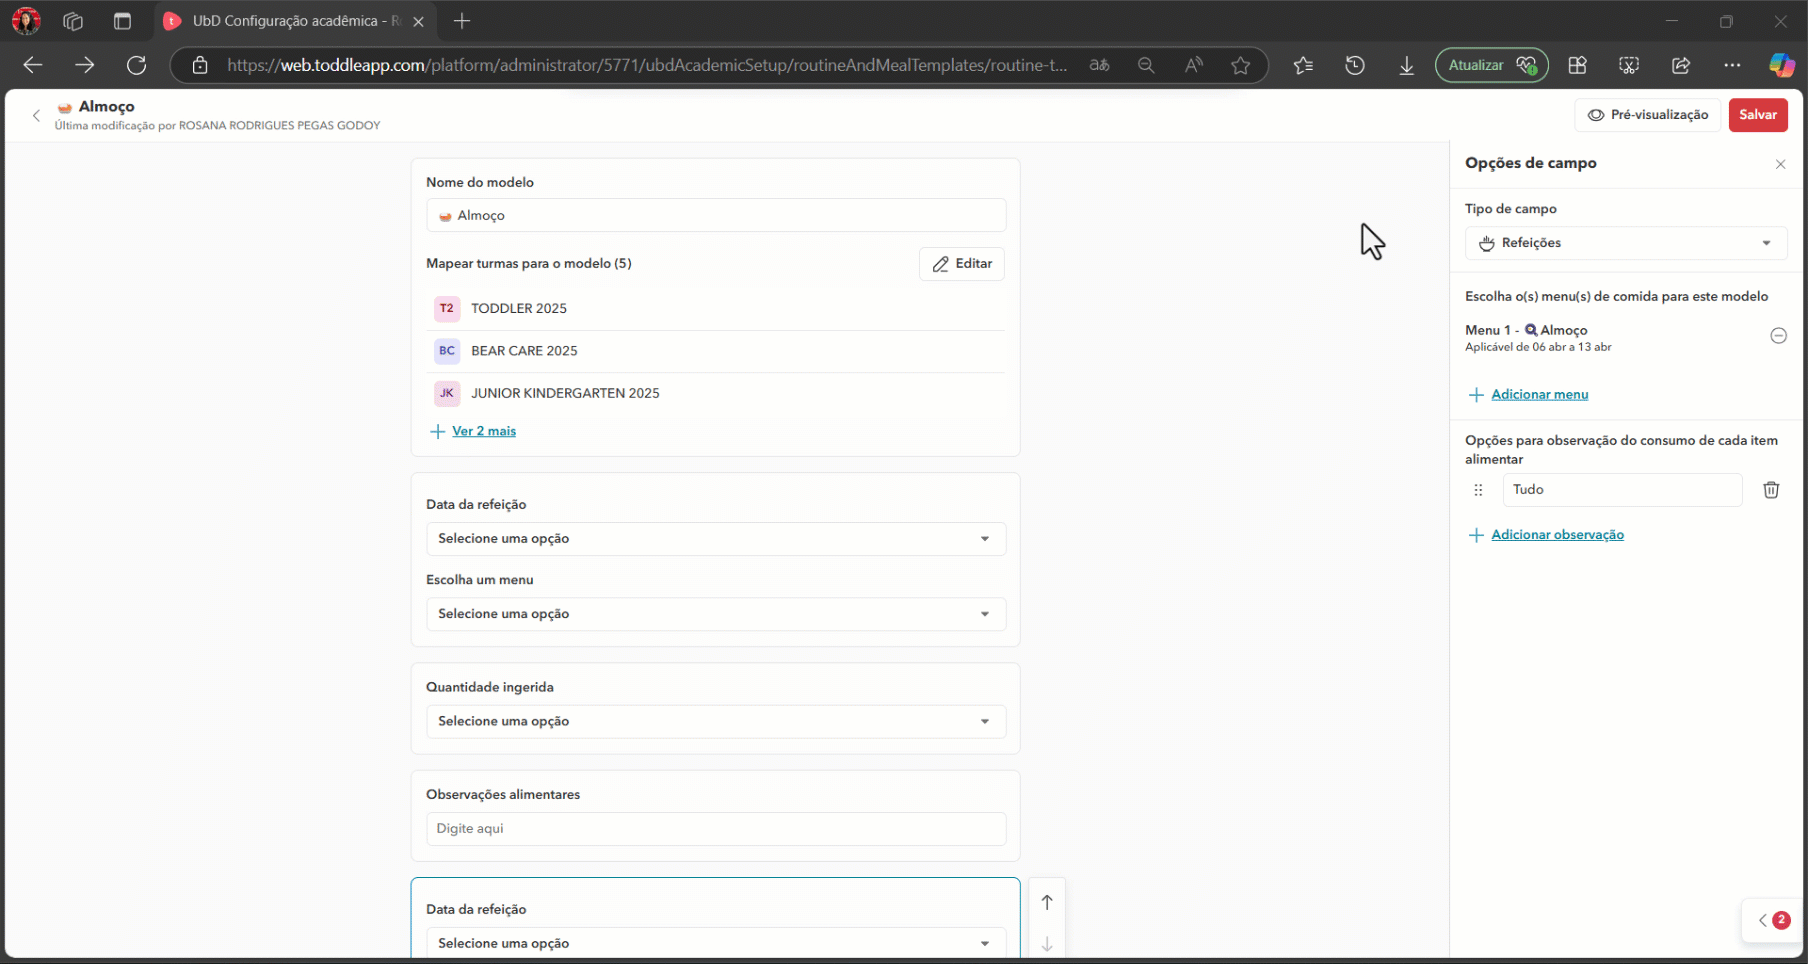 UbD Configuração acadêmica - R
https://web.toddleapp.com/platform/administrator/5771/ubdAcademicSetup/routineAndMealTemplates/routine-t...
Atualizar
Almoço
Última modificação por ROSANA RODRIGUES PEGAS GODOY
Pré-visualização
Salvar
Nome do modelo
Almoço
Mapear turmas para o modelo (5)
Editar
T2 TODDLER 2025
BC BEAR CARE 2025
JK JUNIOR KINDERGARTEN 2025
Ver 2 mais
Data da refeição
Selecione uma opção
Escolha um menu
Selecione uma opção
Quantidade ingerida
Selecione uma opção
Observações alimentares
Digite aqui
Data da refeição
Selecione uma opção
Opções de campo
Tipo de campo
Refeições
Escolha o(s) menu(s) de comida para este modelo
Menu 1 - Almoço
Aplicável de 06 abr a 13 abr
Adicionar menu
Opções para observação do consumo de cada item
alimentar
Tudo
Adicionar observação
2